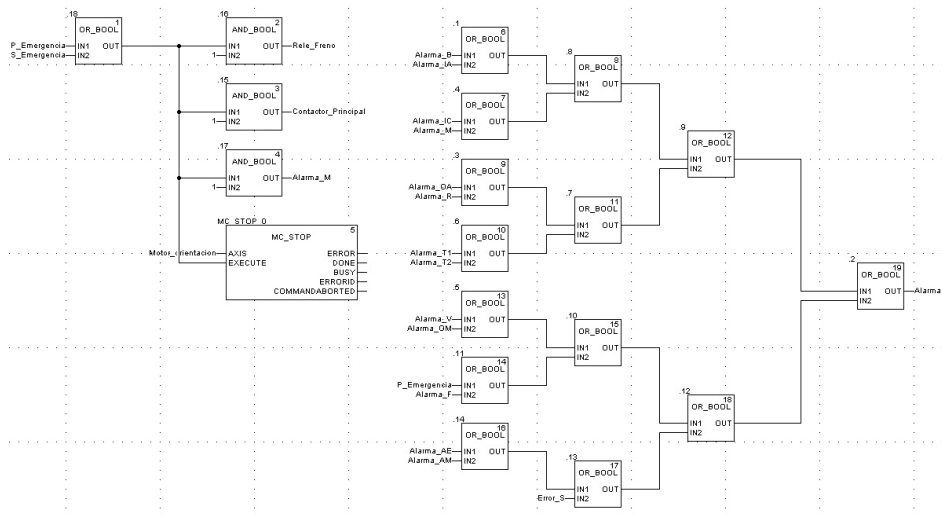 .18
1
OR_BOOL
P_Emergencia IN1 OUT
S_Emergencia IN2
.16
2
AND_BOOL
IN1 OUT Rele_Freno
1 IN2
.15
3
AND_BOOL
IN1 OUT Contactor_Principal
1 IN2
.17
4
AND_BOOL
IN1 OUT Alarma_M
1 IN2
MC_STOP_0
5
MC_STOP
Motor_orientacion AXIS ERROR
EXECUTE DONE
BUSY
ERRORID
COMMANDABORTED
.1
6
OR_BOOL
Alarma_B IN1 OUT
Alarma_IA IN2
.4
7
OR_BOOL
Alarma_IC IN1 OUT
Alarma_M IN2
.8
8
OR_BOOL
IN1 OUT
IN2
.3
9
OR_BOOL
Alarma_OA IN1 OUT
Alarma_R IN2
.6
10
OR_BOOL
Alarma_T1 IN1 OUT
Alarma_T2 IN2
.7
11
OR_BOOL
IN1 OUT
IN2
.9
12
OR_BOOL
IN1 OUT
IN2
.5
13
OR_BOOL
Alarma_V IN1 OUT
Alarma_OM IN2
.11
14
OR_BOOL
P_Emergencia IN1 OUT
Alarma_F IN2
.10
15
OR_BOOL
IN1 OUT
IN2
.14
16
OR_BOOL
Alarma_AE IN1 OUT
Alarma_AM IN2
.13
17
OR_BOOL
IN1 OUT
Error_S IN2
.12
18
OR_BOOL
IN1 OUT
IN2
.2
19
OR_BOOL
IN1 OUT Alarma
IN2